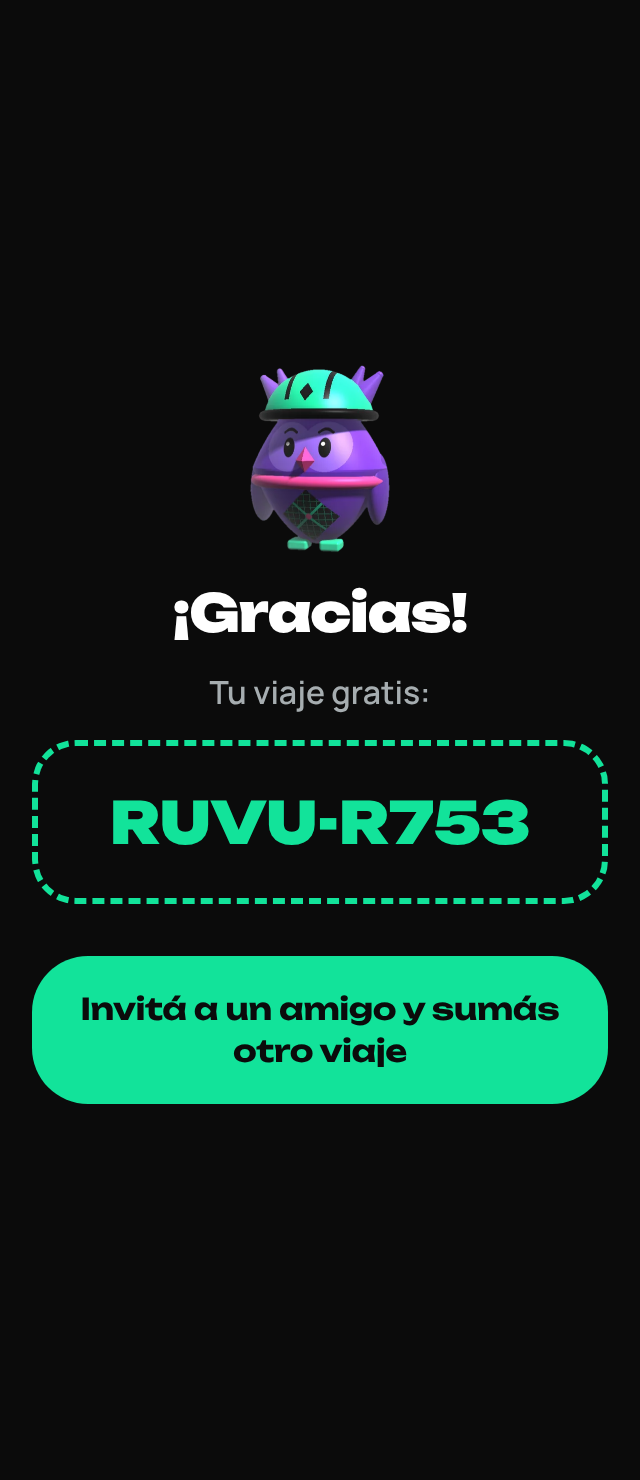 ¡Gracias!
Tu viaje gratis:
RUVU-R753
Invitá a un amigo y sumás
otro viaje